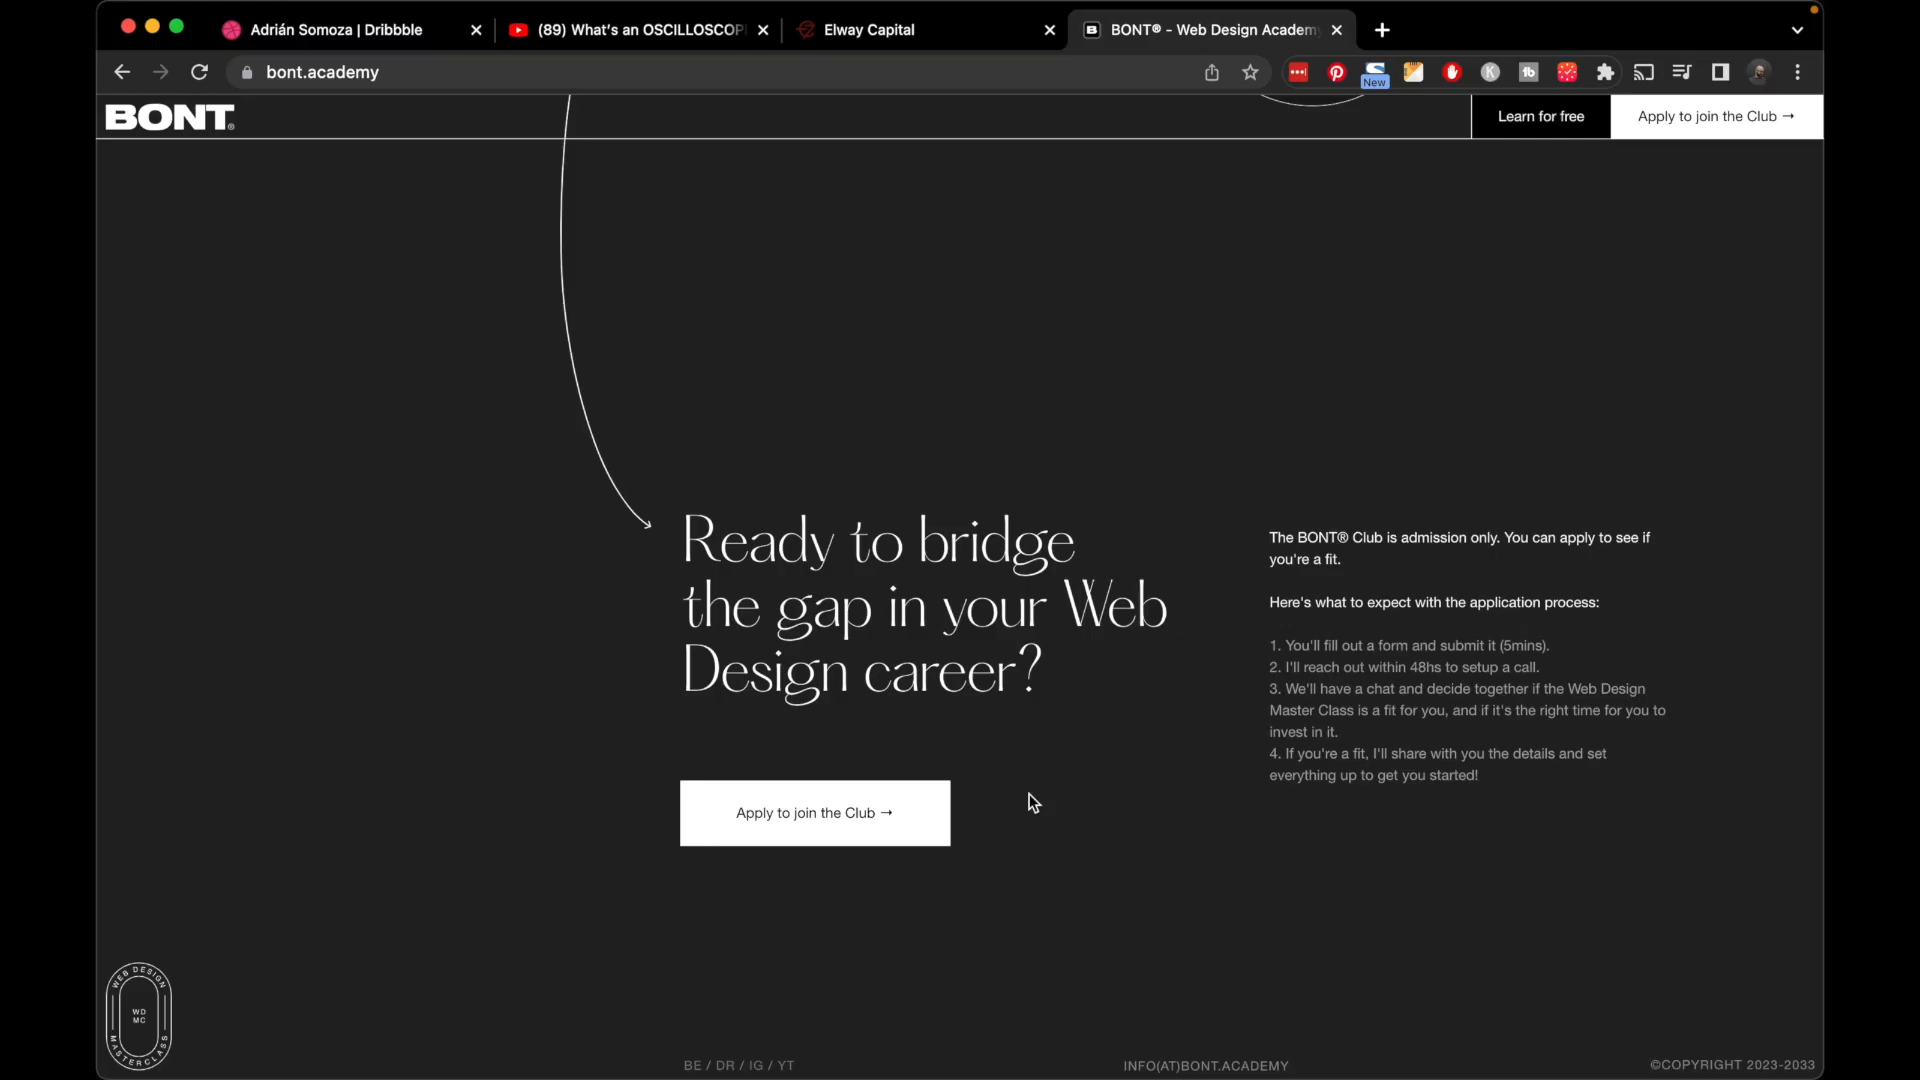 Adrián Somoza | Dribbble
(89) What's an OSCILLOSCOP
Elway Capital
BONT® - Web Design Academ
bont.academy
New
BONT®
Learn for free
Apply to join the Club →
Ready to bridge
the gap in your Web
Design career?
Apply to join the Club →
The BONT® Club is admission only. You can apply to see if
you're a fit.
Here's what to expect with the application process:
1. You'll fill out a form and submit it (5mins).
2. I'll reach out within 48hs to setup a call.
3. We'll have a chat and decide together if the Web Design
Master Class is a fit for you, and if it's the right time for you to
invest in it.
4. If you're a fit, I'll share with you the details and set
everything up to get you started!
WEB DESIGN
WD
MC
MASTERCLASS
BE / DR / IG / YT
INFO(AT)BONT.ACADEMY
©COPYRIGHT 2023-2033